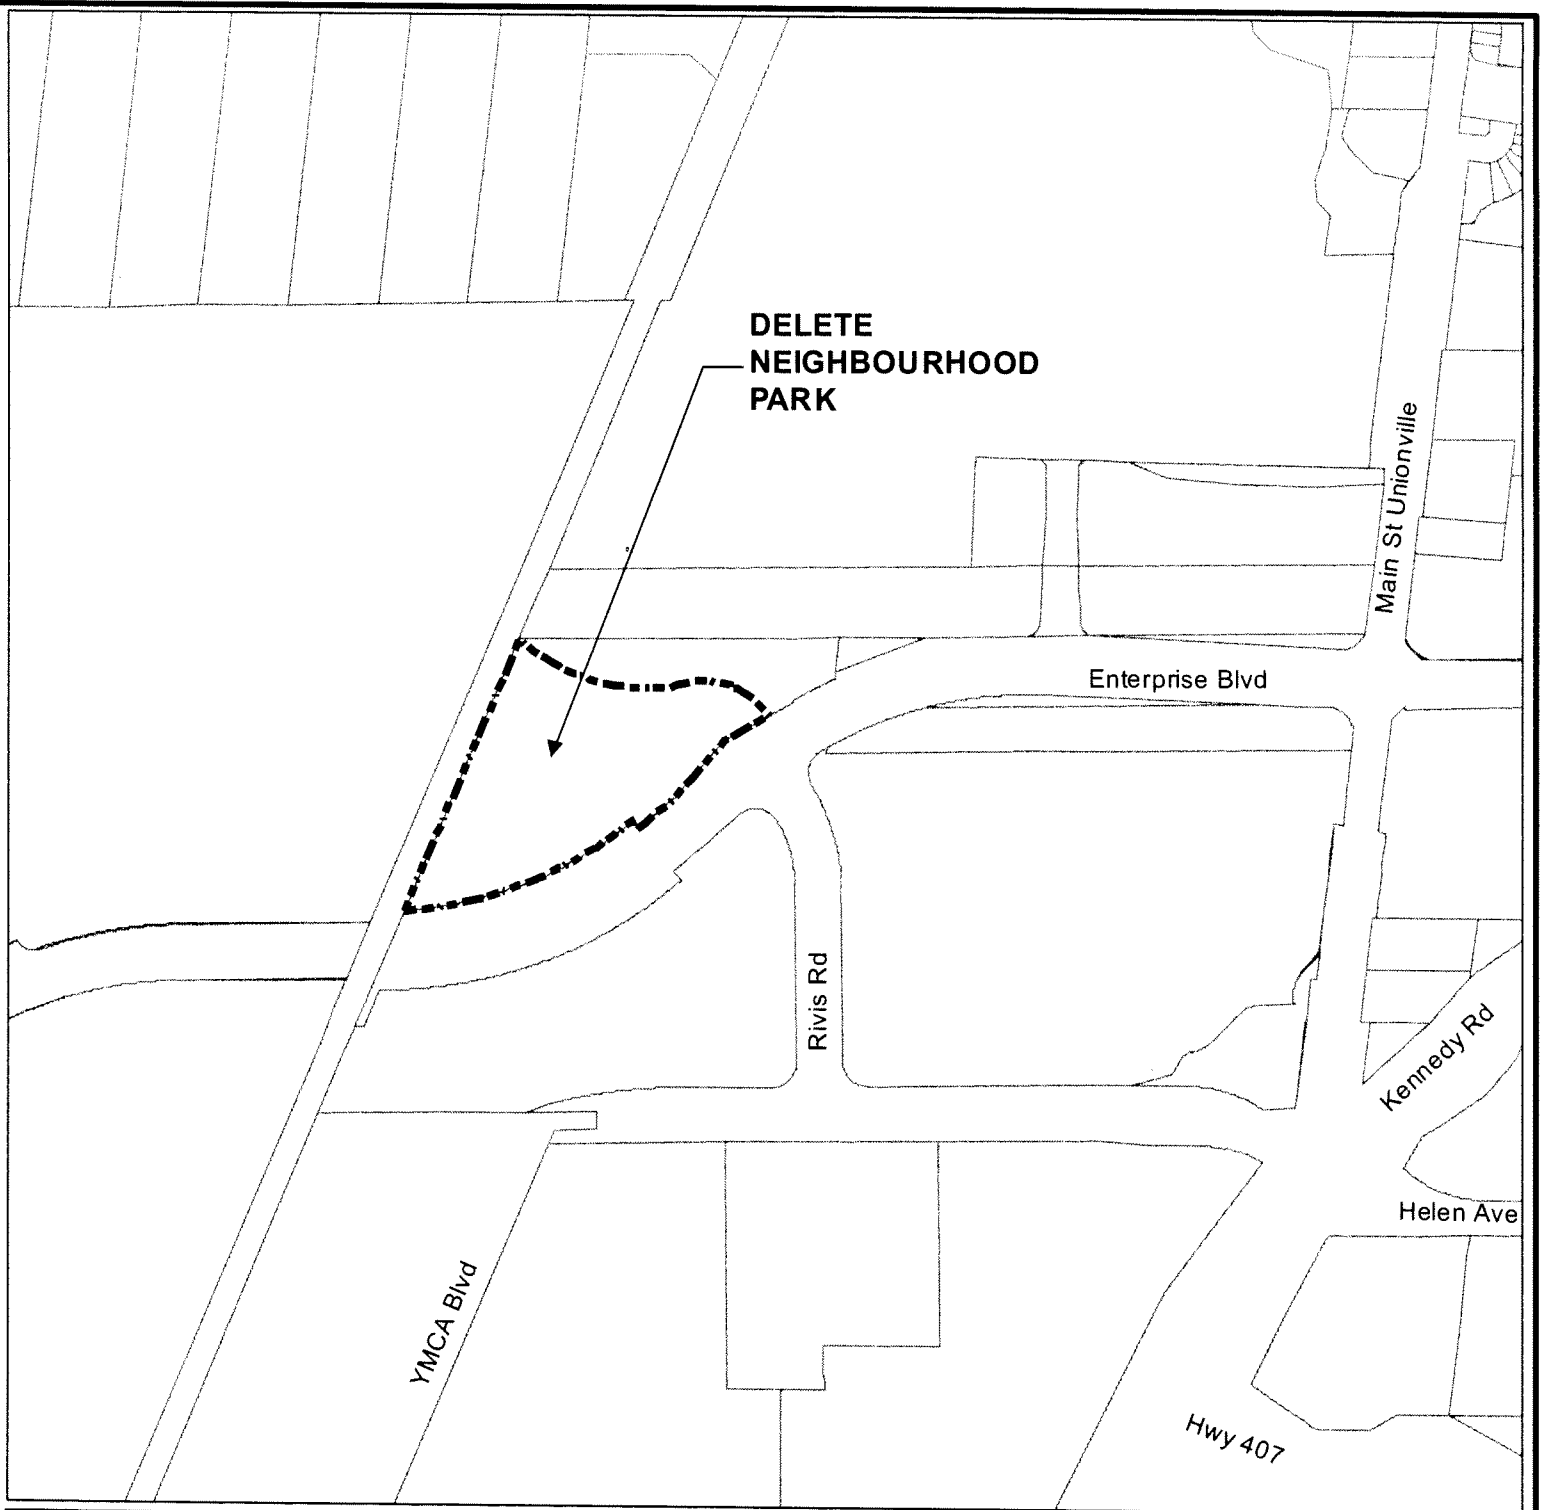 DELETE
NEIGHBOURHOOD
PARK
Main St Unionville
Enterprise Blvd
Rivis Rd
Kennedy Rd
Helen Ave
YMCA Blvd
Hwy 407